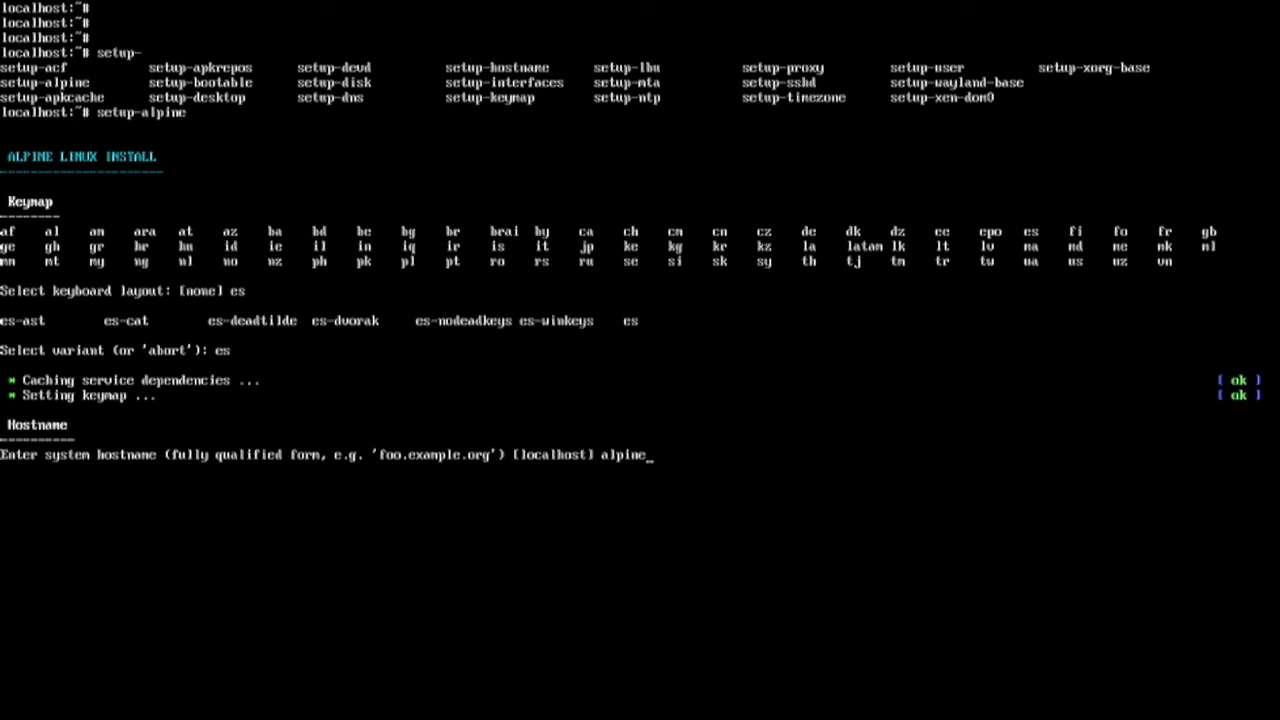 localhost:~#
localhost:~#
localhost:~#
localhost:~# setup-
setup-acf setup-apkrepos setup-devd setup-hostname setup-lbu setup-proxy setup-user setup-xorg-base
setup-alpine setup-bootable setup-disk setup-interfaces setup-mta setup-sshd setup-wayland-base
setup-apkcache setup-desktop setup-dns setup-keymap setup-ntp setup-timezone setup-xen-dom0
localhost:~# setup-alpine
ALPINE LINUX INSTALL
----------------------
Keymap
--------
af al am ara at az ba bd be bg br brai by ca ch cm cn cz de dk dz ee epo es fi fo fr gb
ge gh gr hr hu id ie il in iq ir is it jp ke kg kr kz la latam lk lt lv ma md me mk ml
mm mt my ng nl no nz ph pk pl pt ro rs ru se si sk sy th tj tm tr tw ua us uz vn
Select keyboard layout: [none] es
es-ast es-cat es-deadtilde es-dvorak es-nodeadkeys es-winkeys es
Select variant (or 'abort'): es
* Caching service dependencies ... [ ok ]
* Setting keymap ... [ ok ]
Hostname
----------
Enter system hostname (fully qualified form, e.g. 'foo.example.org') [localhost] alpine_